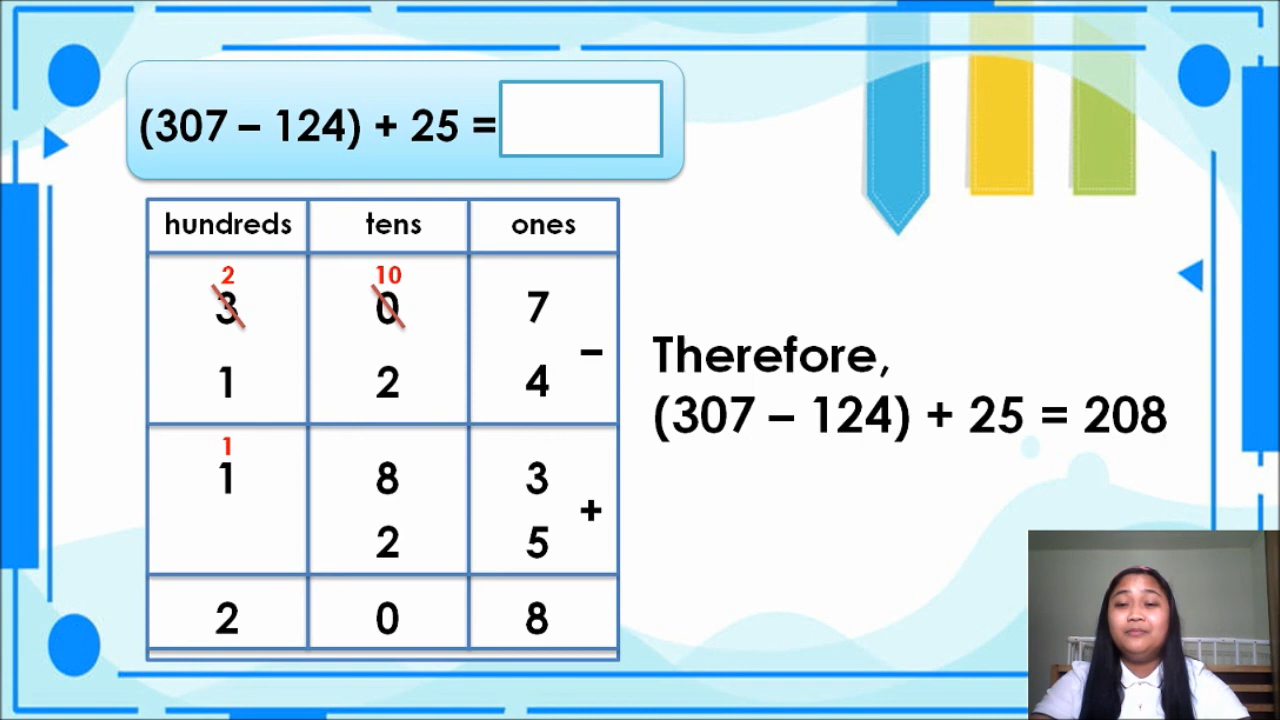 (307 – 124) + 25 =
hundreds tens ones
2 10
3 0 7
–
1 2 4
1
1 8 3
+
2 5
2 0 8
Therefore,
(307 – 124) + 25 = 208